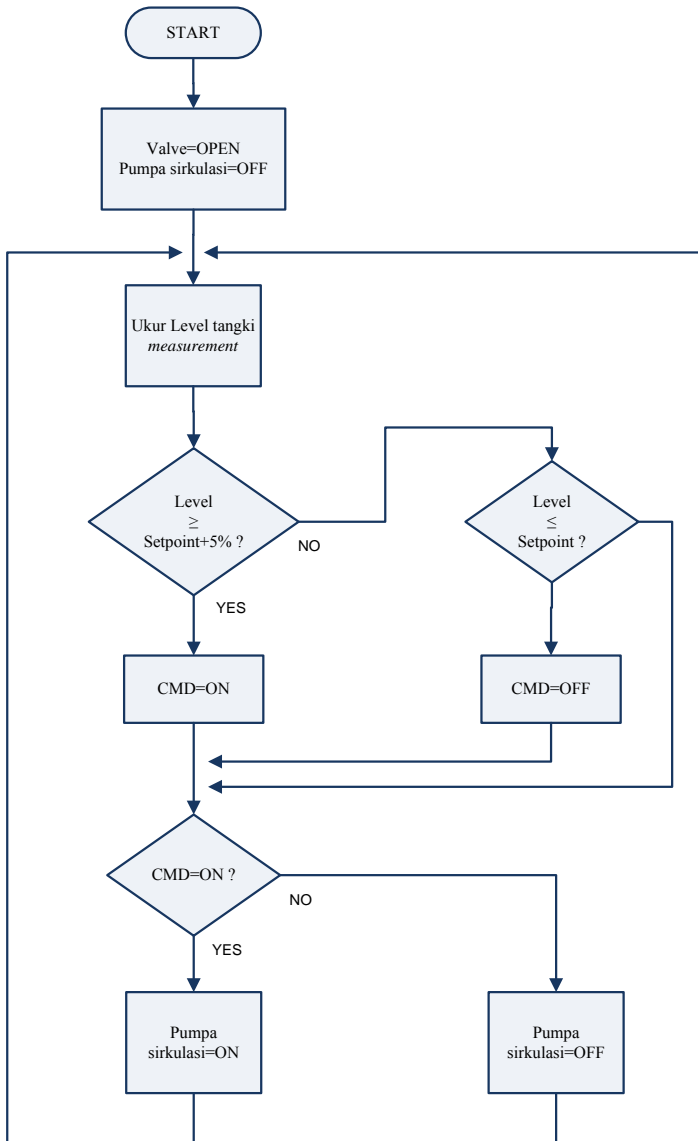 START
Valve=OPEN
Pumpa sirkulasi=OFF
Ukur Level tangki
measurement
Level
≥
Setpoint+5% ?
NO
YES
Level
≤
Setpoint ?
CMD=ON
CMD=OFF
CMD=ON ?
NO
YES
Pumpa
sirkulasi=ON
Pumpa
sirkulasi=OFF